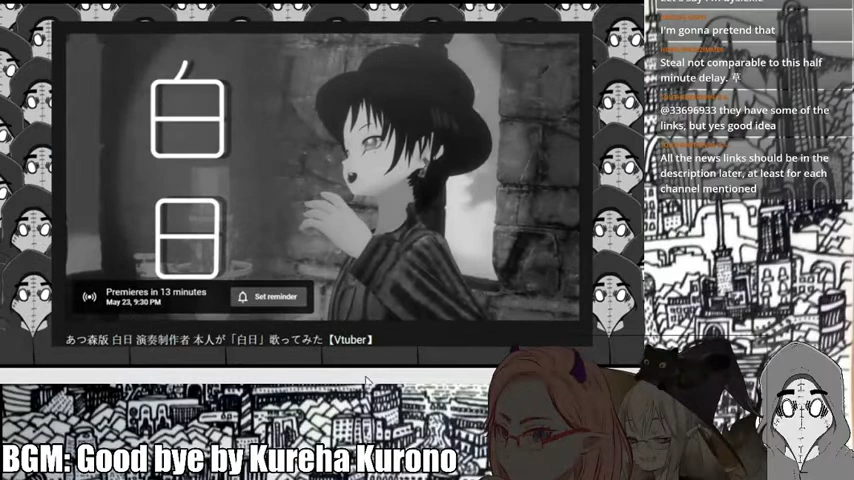 白
日
Premieres in 13 minutes
May 23, 9:30 PM
Set reminder
あつ森版 白日 演奏制作者 本人が「白日」歌ってみた【Vtuber】
I'm gonna pretend that
Steal not comparable to this half
minute delay.
@33696933 they have some of the
links, but yes good idea
All the news links should be in the
description later, at least for each
channel mentioned
BGM: Good bye by Kureha Kurono